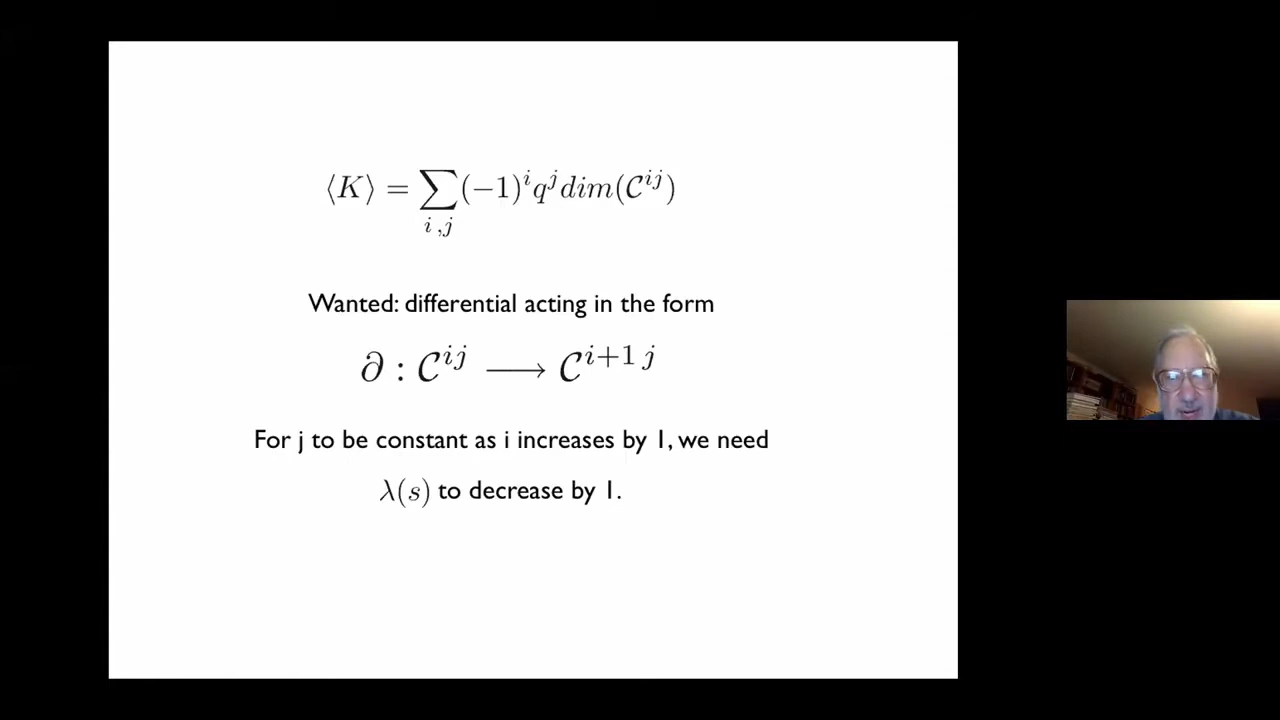 ⟨K⟩ = ∑_{i ,j} (−1)^i q^j dim(𝒞^{ij})
Wanted: differential acting in the form
∂ : 𝒞^{ij} ⟶ 𝒞^{i+1 j}
For j to be constant as i increases by 1, we need
λ(s) to decrease by 1.